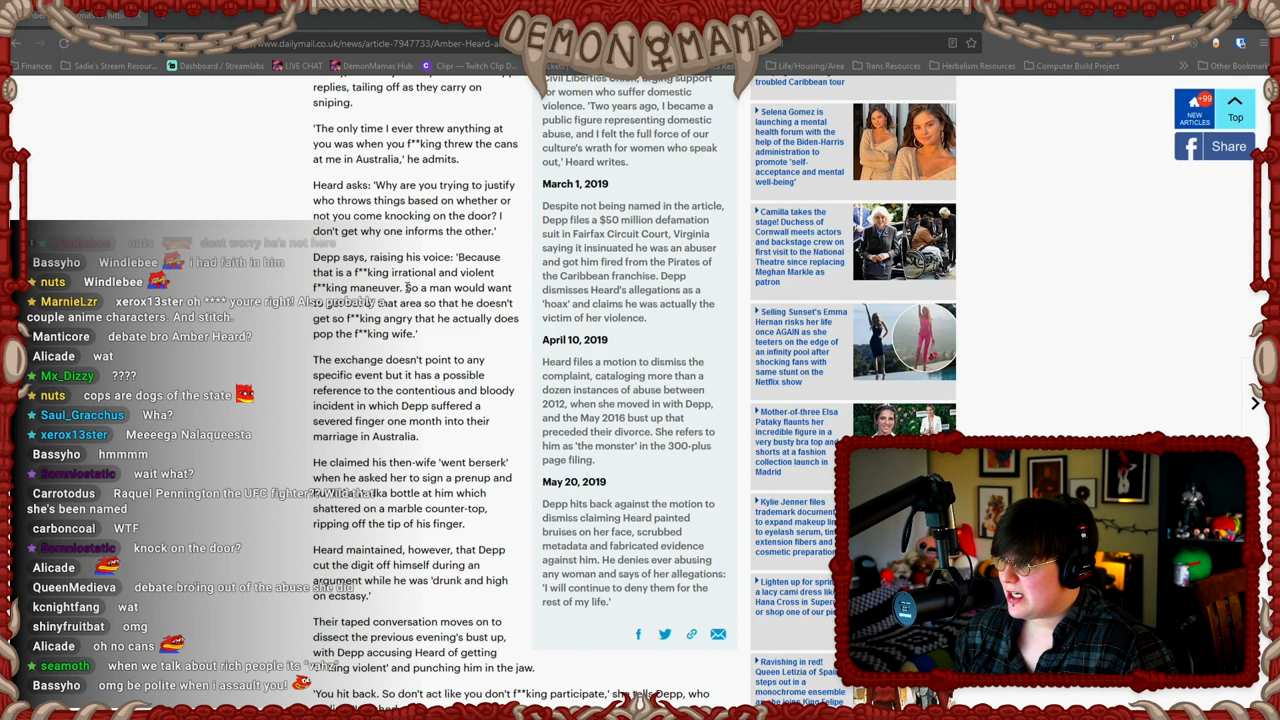 DEMON MAMA
www.dailymail.co.uk/news/article-7947733/Amber-Heard-a
Finances
Sadie's Stream Resour...
Dashboard / Streamlabs
LIVE CHAT
DemonMamas Hub
Clipr — Twitch Clip D...
Life/Housing/Area
Trans Resources
Herbalism Resources
Computer Build Project
replies, tailing off as they carry on
sniping.
'The only time I ever threw anything at
you was when you f**king threw the cans
at me in Australia,' he admits.
Heard asks: 'Why are you trying to justify
who throws things based on whether or
not you come knocking on the door? I
don't get why one informs the other.'
Depp says, raising his voice: 'Because
that is a f**king irrational and violent
f**king maneuver. So a man would want
that area so that he doesn't
get so f**king angry that he actually does
pop the f**king wife.'
The exchange doesn't point to any
specific event but it has a possible
reference to the contentious and bloody
incident in which Depp suffered a
severed finger one month into their
marriage in Australia.
He claimed his then-wife 'went berserk'
when he asked her to sign a prenup and
bottle at him which
shattered on a marble counter-top,
ripping off the tip of his finger.
Heard maintained, however, that Depp
cut the digit off himself during an
argument while he was 'drunk and high
on ecstasy.'
Their taped conversation moves on to
dissect the previous evening's bust up,
with Depp accusing Heard of getting
violent' and punching him in the jaw.
'You hit back. So don't act like you don't f**king participate,' she tells Depp, who
Civil Liberties Union, urging support
for women who suffer domestic
violence. 'Two years ago, I became a
public figure representing domestic
abuse, and I felt the full force of our
culture's wrath for women who speak
out,' Heard writes.
March 1, 2019
Despite not being named in the article,
Depp files a $50 million defamation
suit in Fairfax Circuit Court, Virginia
saying it insinuated he was an abuser
and got him fired from the Pirates of
the Caribbean franchise. Depp
dismisses Heard's allegations as a
'hoax' and claims he was actually the
victim of her violence.
April 10, 2019
Heard files a motion to dismiss the
complaint, cataloging more than a
dozen instances of abuse between
2012, when she moved in with Depp,
and the May 2016 bust up that
preceded their divorce. She refers to
him as 'the monster' in the 300-plus
page filing.
May 20, 2019
Depp hits back against the motion to
dismiss claiming Heard painted
bruises on her face, scrubbed
metadata and fabricated evidence
against him. He denies ever abusing
any woman and says of her allegations:
'I will continue to deny them for the
rest of my life.'
troubled Caribbean tour
Selena Gomez is
launching a mental
health forum with the
help of the Biden-Harris
administration to
promote 'self-
acceptance and mental
well-being'
Camilla takes the
stage! Duchess of
Cornwall meets actors
and backstage crew on
first visit to the National
Theatre since replacing
Meghan Markle as
patron
Selling Sunset's Emma
Hernan risks her life
once AGAIN as she
teeters on the edge of
an infinity pool after
shocking fans with
same stunt on the
Netflix show
Mother-of-three Elsa
Pataky flaunts her
incredible figure in a
very busty bra top and
shorts at a fashion
collection launch in
Madrid
Kylie Jenner files
trademark document
to expand makeup lin
to eyelash serum, tin
extension fibers and
cosmetic preparation
Lighten up for spri
a lacy cami dress lik
Hana Cross in Super
or shop one of our pi
Ravishing in red!
Queen Letizia of Spai
steps out in a
monochrome ensemble
as she joins King Felipe
+99
NEW
ARTICLES
Top
Share
nuts dont worry he's not here
Bassyho Windlebee i had faith in him
nuts Windlebee
MarnieLzr xerox13ster oh **** youre right! Also probably a
couple anime characters. And stitch.
Manticore debate bro Amber Heard?
Alicade wat
Mx_Dizzy ????
nuts cops are dogs of the state
Saul_Gracchus Wha?
xerox13ster Meeeega Nalaqueesta
Bassyho hmmmm
Somniostatic wait what?
Carrotodus Raquel Pennington the UFC fighter?? Wild that
she's been named
carboncoal WTF
Somniostatic knock on the door?
Alicade
QueenMedieva debate bro'ing out of the abuse she did
kcnightfang wat
shinyfruitbat omg
Alicade oh no cans
seamoth when we talk about rich people its "vahz"
Bassyho omg be polite when i assault you!